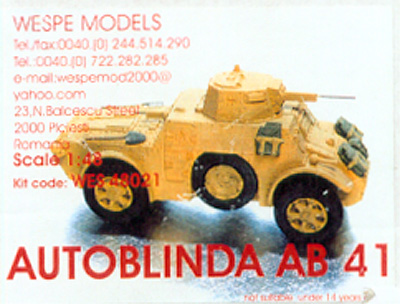 WESPE MODELS
Tel./fax:0040.(0) 244.514.290
Tel.:0040.(0) 722.282.285
e-mail:wespemod2000@
yahoo.com
23,N.Balcescu Street
2000 Ploiesti
Romania
Scale 1:48
Kit code: WES 48021
AUTOBLINDA AB 41
not suitable under 14 years